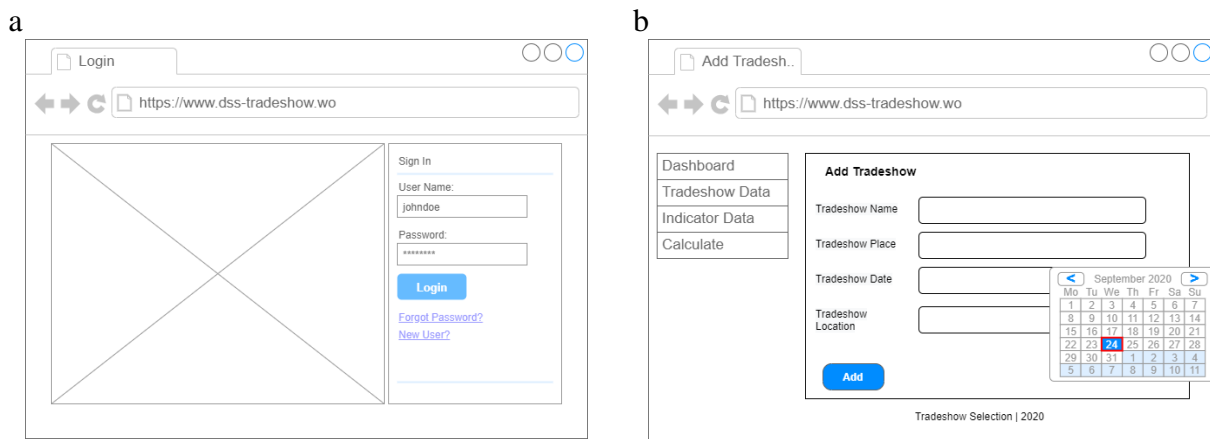 a
Login
https://www.dss-tradeshow.wo
Sign In
User Name:
johndoe
Password:
********
Login
Forgot Password?
New User?
b
Add Tradesh..
https://www.dss-tradeshow.wo
Dashboard
Tradeshow Data
Indicator Data
Calculate
Add Tradeshow
Tradeshow Name
Tradeshow Place
Tradeshow Date
Tradeshow
Location
< September 2020 >
Mo Tu We Th Fr Sa Su
1 2 3 4 5 6 7
8 9 10 11 12 13 14
15 16 17 18 19 20 21
22 23 24 25 26 27 28
29 30 31 1 2 3 4
5 6 7 8 9 10 11
Add
Tradeshow Selection | 2020